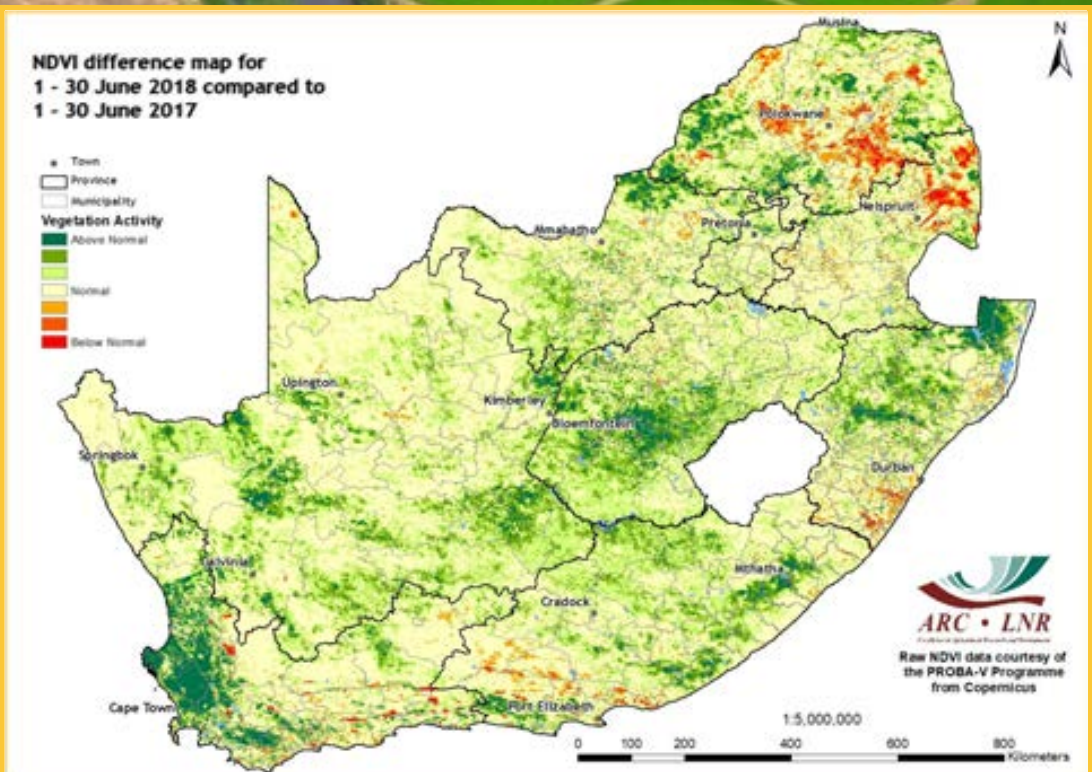 NDVI difference map for
1 - 30 June 2018 compared to
1 - 30 June 2017
Town
Province
Municipality
Vegetation Activity
Above Normal
Normal
Below Normal
N
Musina
Polokwane
Nelspruit
Pretoria
Mmabatho
Upington
Kimberley
Bloemfontein
Springbok
Durban
Calvinia
Mthatha
Cradock
Cape Town
Port Elizabeth
ARC • LNR
Raw NDVI data courtesy of
the PROBA-V Programme
from Copernicus
1:5,000,000
0 100 200 400 600 800
Kilometers